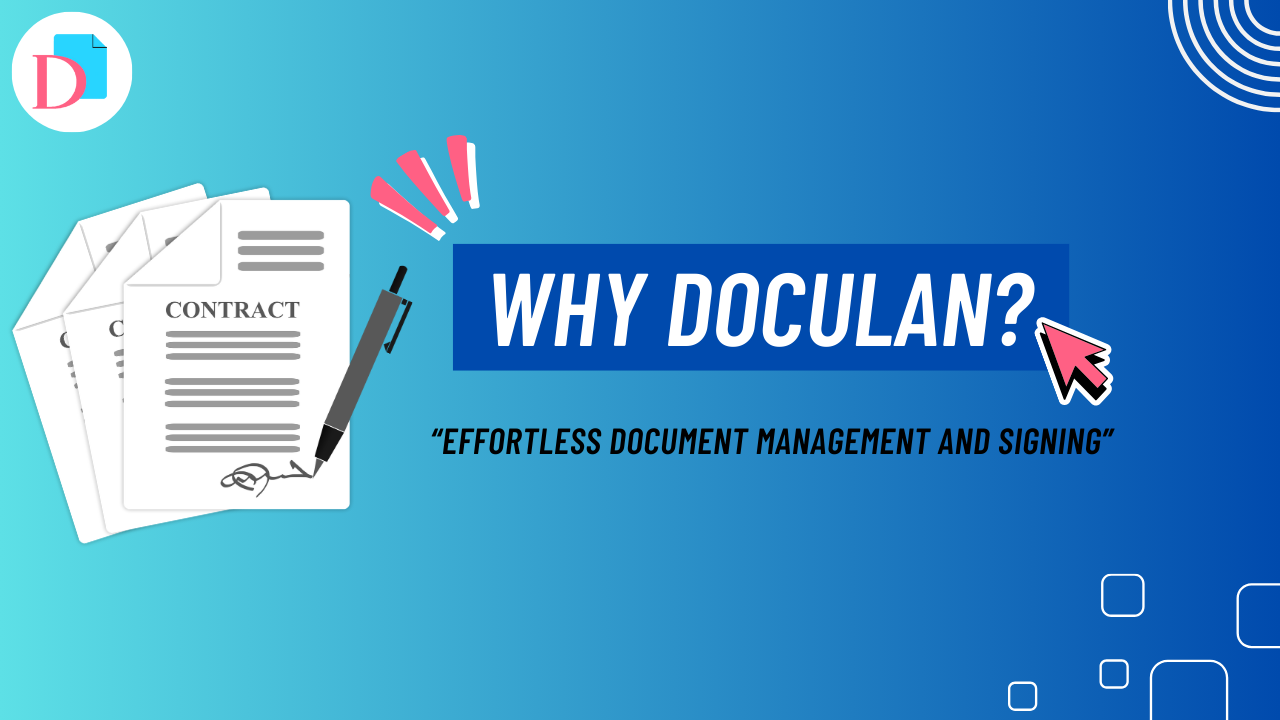 D
WHY DOCULAN?
CONTRACT
C
C
“EFFORTLESS DOCUMENT MANAGEMENT AND SIGNING”